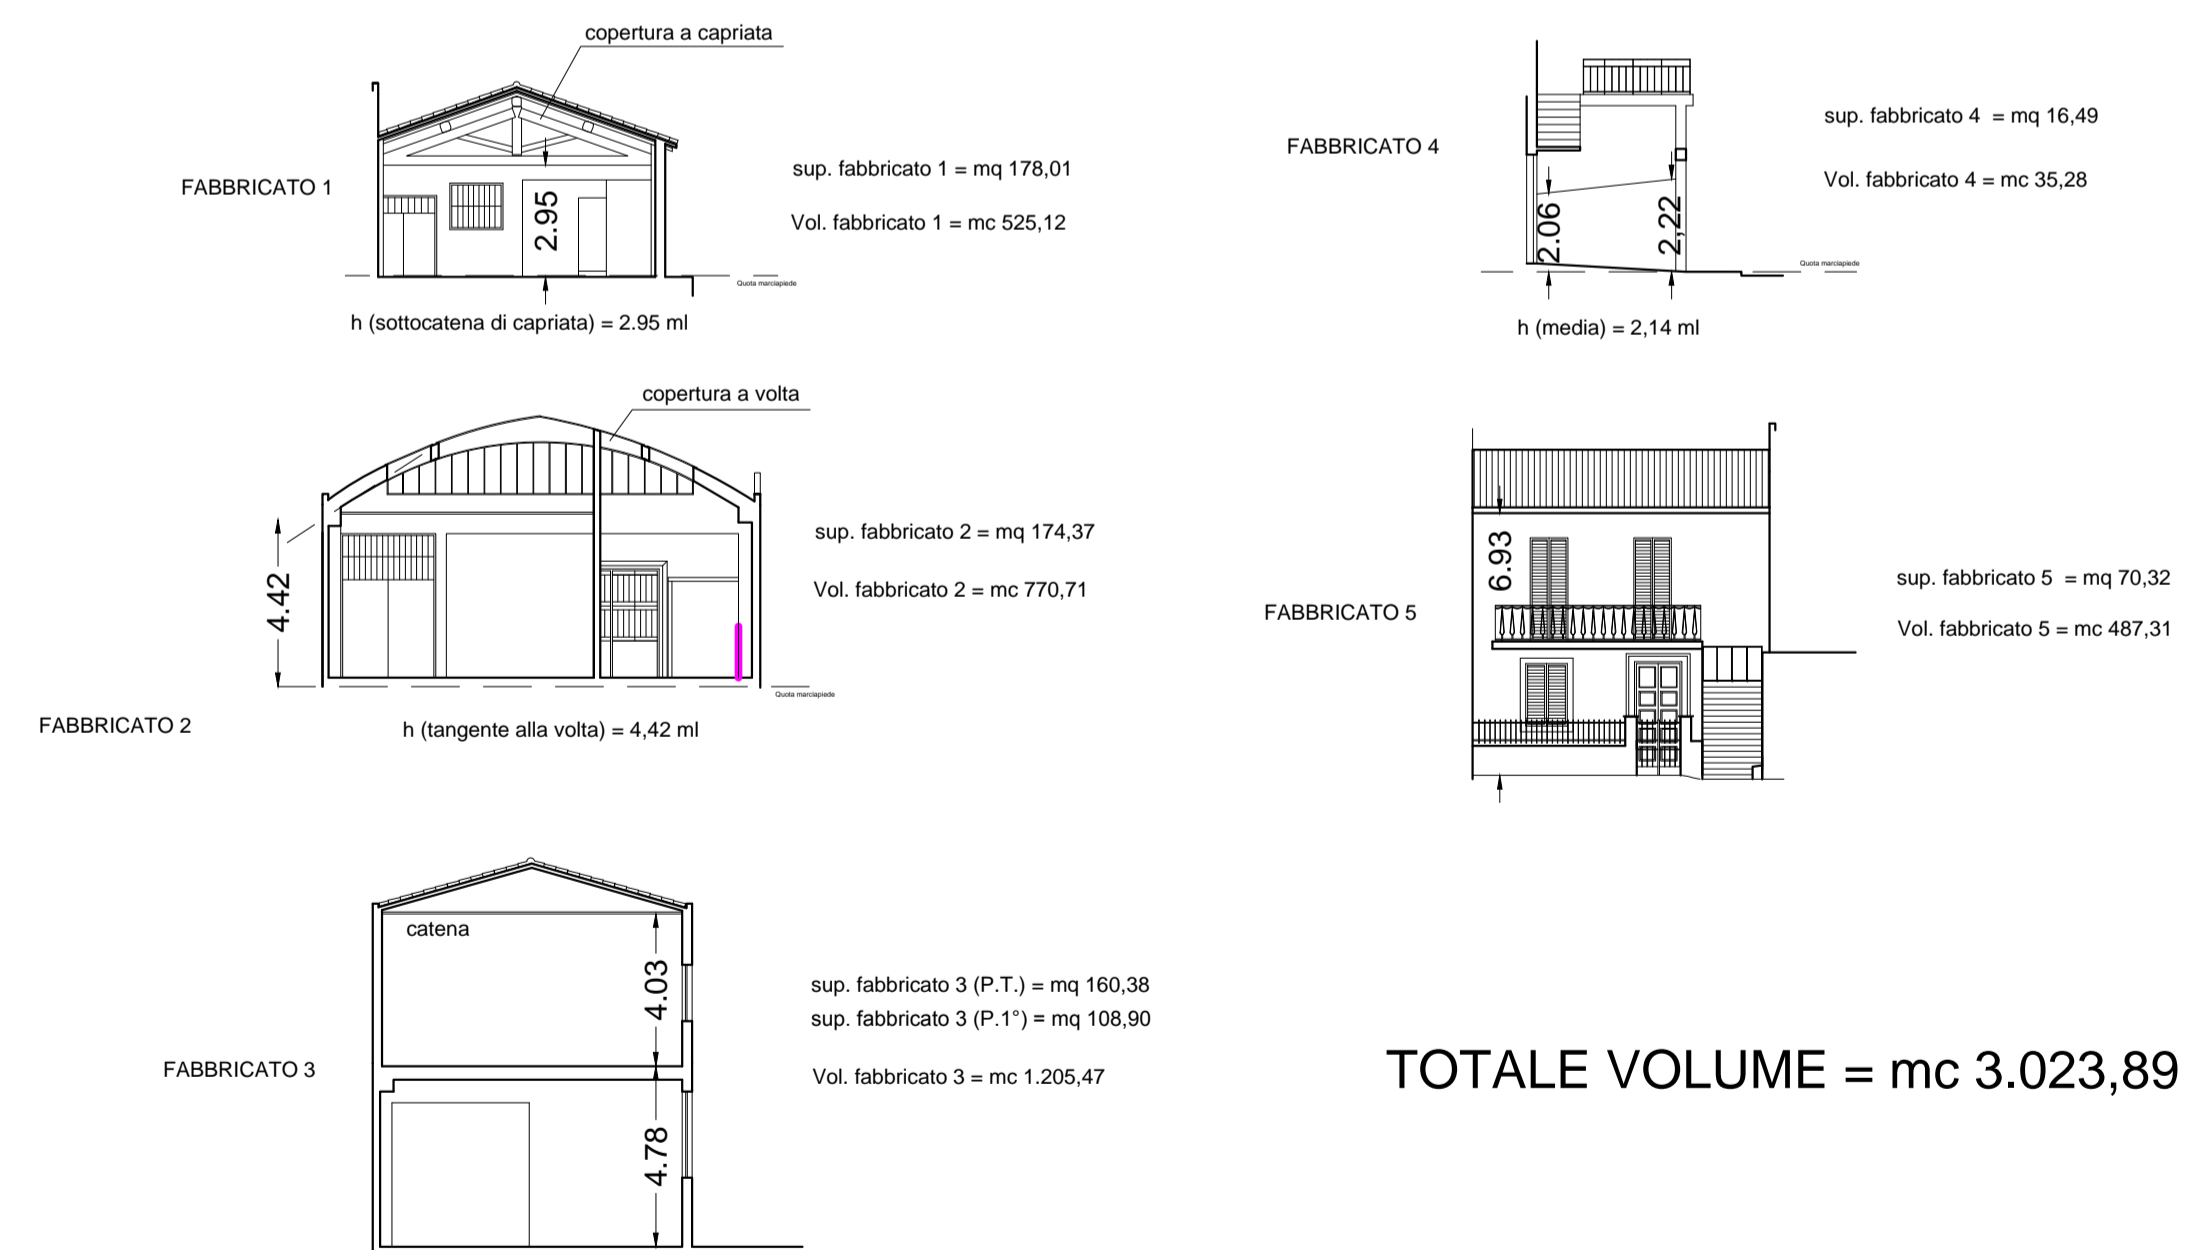 copertura a capriata
FABBRICATO 1
2.95
sup. fabbricato 1 = mq 178,01
Vol. fabbricato 1 = mc 525,12
Quota marciapiede
h (sottocatena di capriata) = 2.95 ml
copertura a volta
4.42
sup. fabbricato 2 = mq 174,37
Vol. fabbricato 2 = mc 770,71
Quota marciapiede
FABBRICATO 2
h (tangente alla volta) = 4,42 ml
catena
4.03
FABBRICATO 3
4.78
sup. fabbricato 3 (P.T.) = mq 160,38
sup. fabbricato 3 (P.1°) = mq 108,90
Vol. fabbricato 3 = mc 1.205,47
FABBRICATO 4
2.06
2,22
sup. fabbricato 4 = mq 16,49
Vol. fabbricato 4 = mc 35,28
Quota marciapiede
h (media) = 2,14 ml
6.93
FABBRICATO 5
sup. fabbricato 5 = mq 70,32
Vol. fabbricato 5 = mc 487,31
TOTALE VOLUME = mc 3.023,89